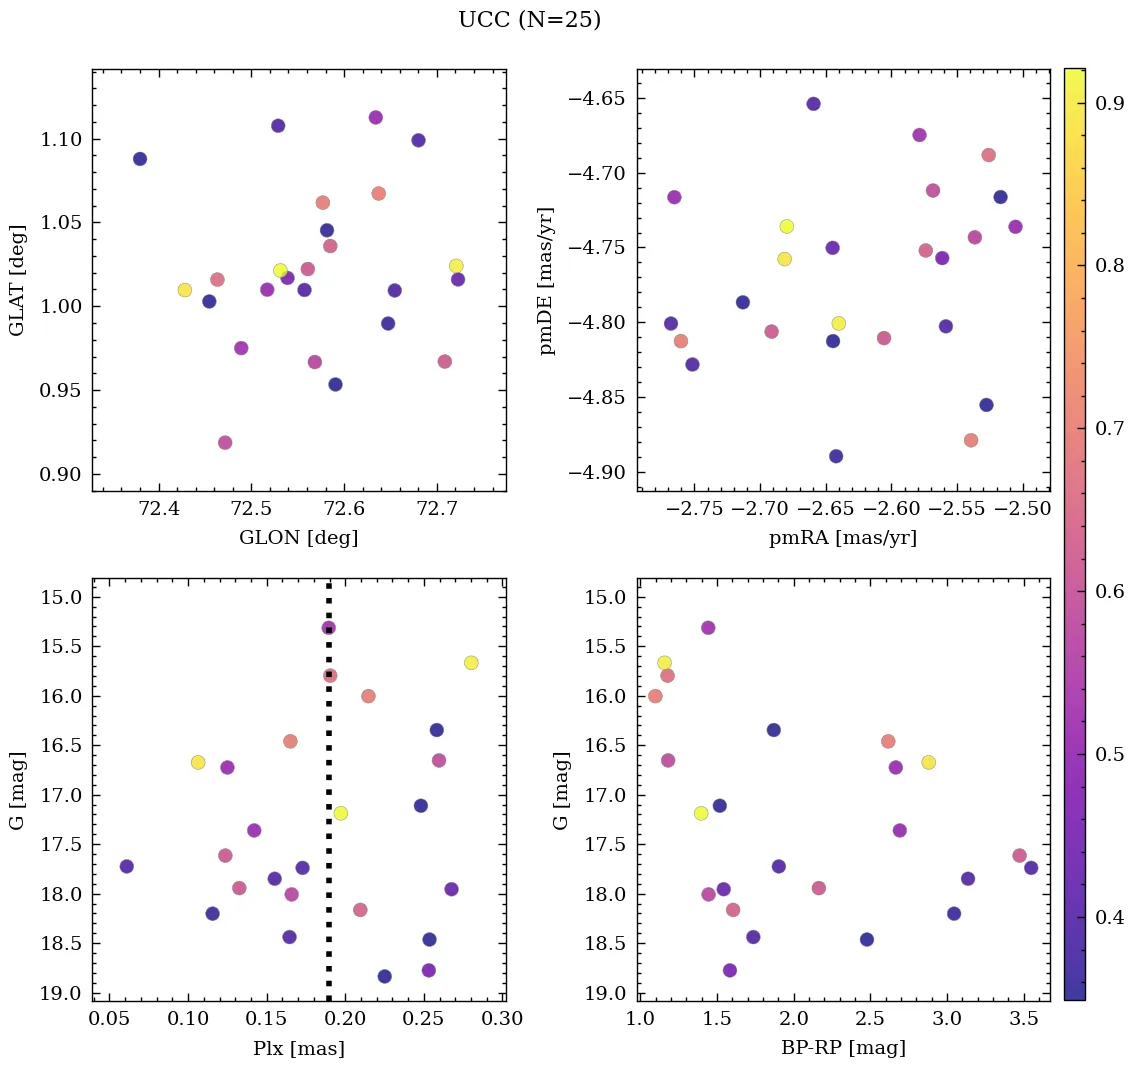 UCC (N=25)
1.10
1.05
1.00
0.95
0.90
GLAT [deg]
72.4 72.5 72.6 72.7
GLON [deg]
−4.65
−4.70
−4.75
−4.80
−4.85
−4.90
pmDE [mas/yr]
−2.75 −2.70 −2.65 −2.60 −2.55 −2.50
pmRA [mas/yr]
15.0
15.5
16.0
16.5
17.0
17.5
18.0
18.5
19.0
G [mag]
0.05 0.10 0.15 0.20 0.25 0.30
Plx [mas]
15.0
15.5
16.0
16.5
17.0
17.5
18.0
18.5
19.0
G [mag]
1.0 1.5 2.0 2.5 3.0 3.5
BP-RP [mag]
0.9
0.8
0.7
0.6
0.5
0.4